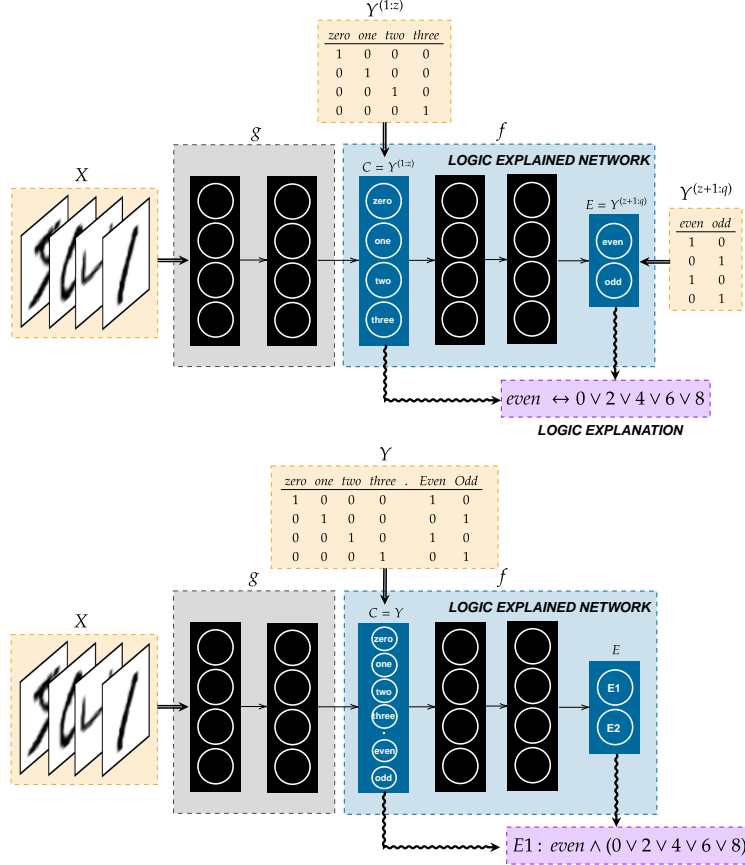 Y^(1:z)
zero one two three
1 0 0 0
0 1 0 0
0 0 1 0
0 0 0 1
g
f
LOGIC EXPLAINED NETWORK
X
C = Y^(1:z)
Y^(z+1:q)
E = Y^(z+1:q)
zero
one
two
three
even
odd
even odd
1 0
0 1
1 0
0 1
even ↔ 0 ∨ 2 ∨ 4 ∨ 6 ∨ 8
LOGIC EXPLANATION
Y
zero one two three . Even Odd
1 0 0 0 1 0
0 1 0 0 0 1
0 0 1 0 1 0
0 0 0 1 0 1
g
f
LOGIC EXPLAINED NETWORK
X
C = Y
E
zero
one
two
three
.
even
odd
E1
E2
E1 : even ∧ (0 ∨ 2 ∨ 4 ∨ 6 ∨ 8)